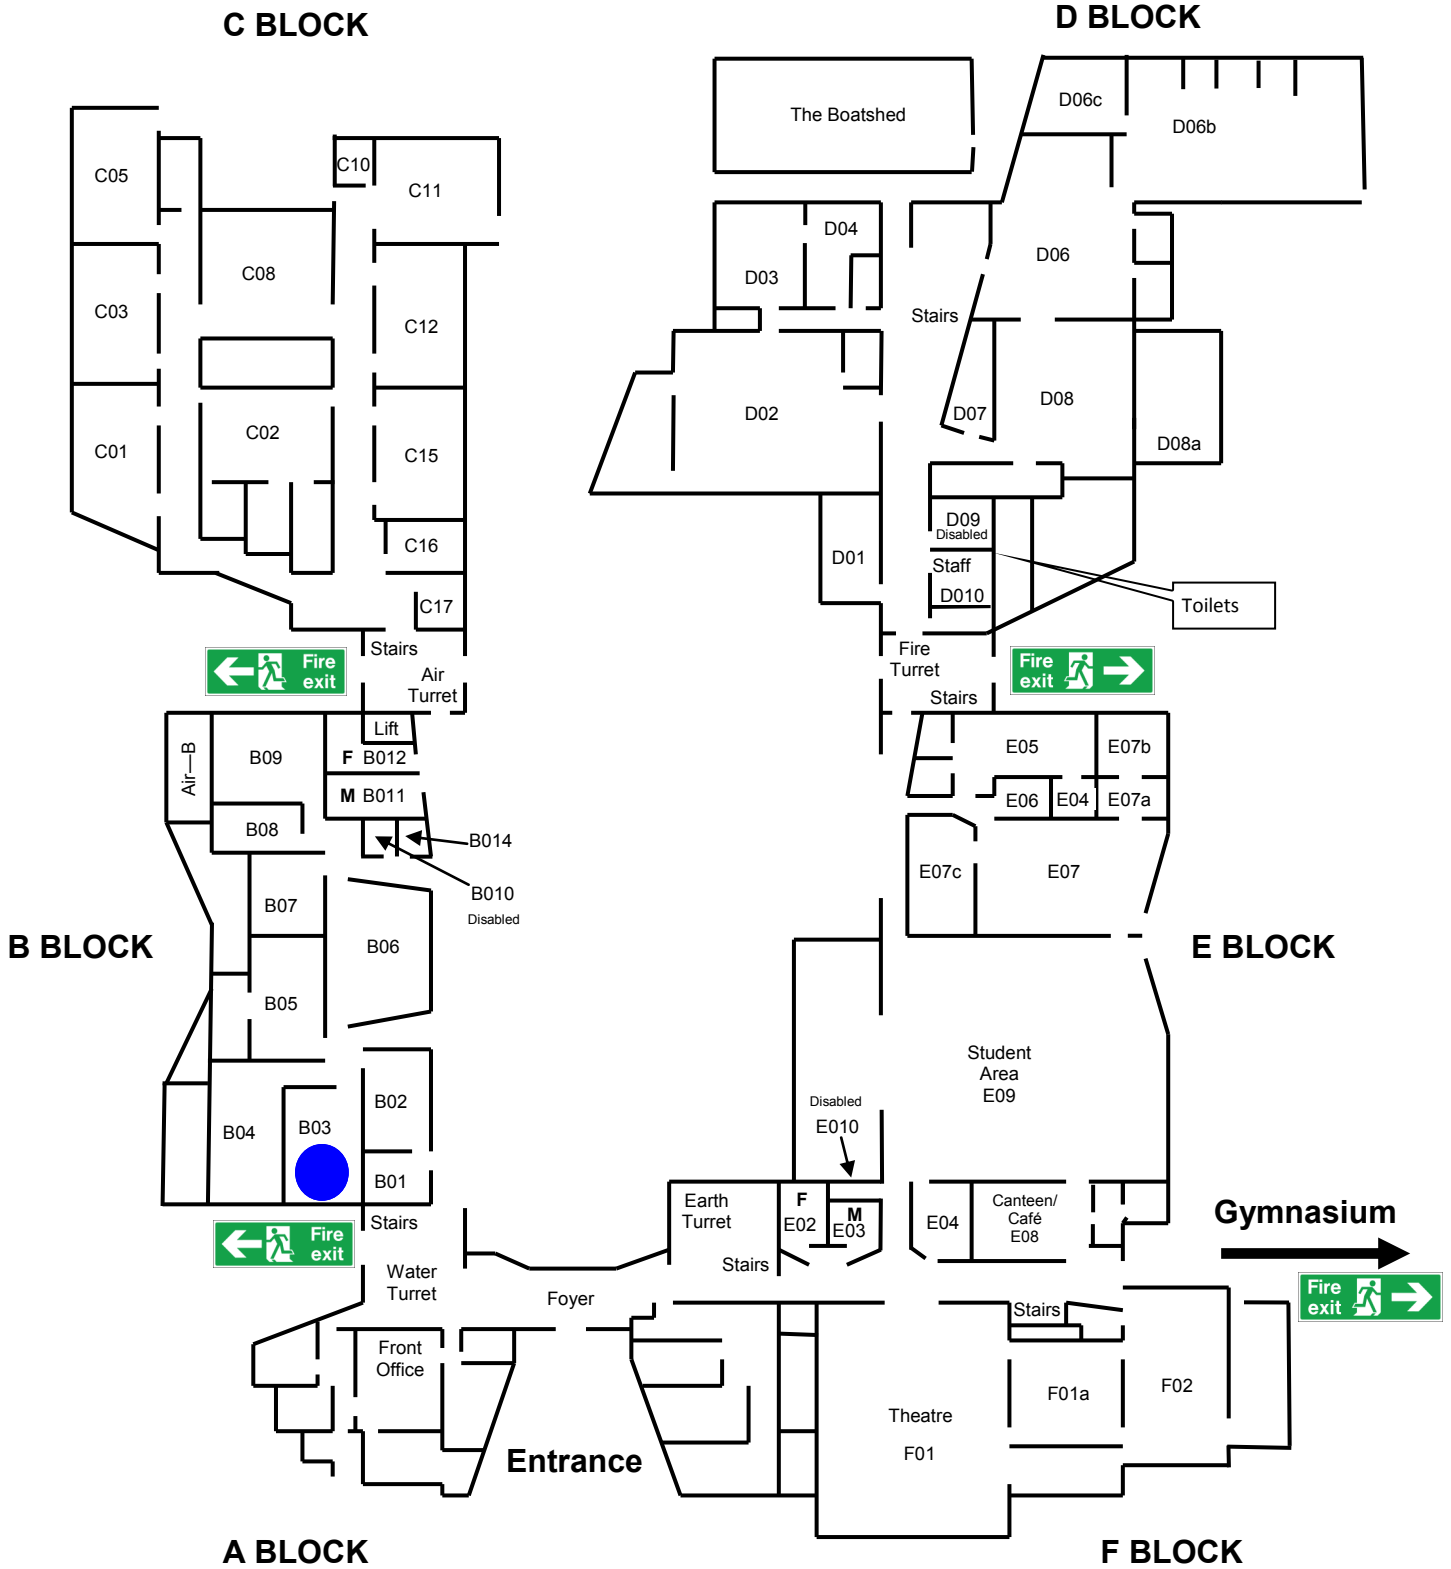 C BLOCK
D BLOCK
The Boatshed
D06c
D06b
C05
C10
C11
C08
C03
C12
C02
C01
C15
C16
C17
D04
D03
D06
Stairs
D02
D07
D08
D08a
D09
Disabled
Staff
D010
D01
Toilets
Stairs
Air
Turret
Fire
exit
Fire
Turret
Stairs
Fire
exit
Lift
Air—B
B09
F B012
M B011
B08
B014
B010
Disabled
B07
B06
B BLOCK
B05
B02
B04
B03
B01
E05
E07b
E06
E04
E07a
E07c
E07
E BLOCK
Student
Area
E09
Disabled
E010
Earth
Turret
Stairs
F
E02
M
E03
E04
Canteen/
Café
E08
Gymnasium
Fire
exit
Stairs
Fire
exit
Water
Turret
Foyer
Front
Office
Entrance
Stairs
F01a
F02
Theatre
F01
A BLOCK
F BLOCK